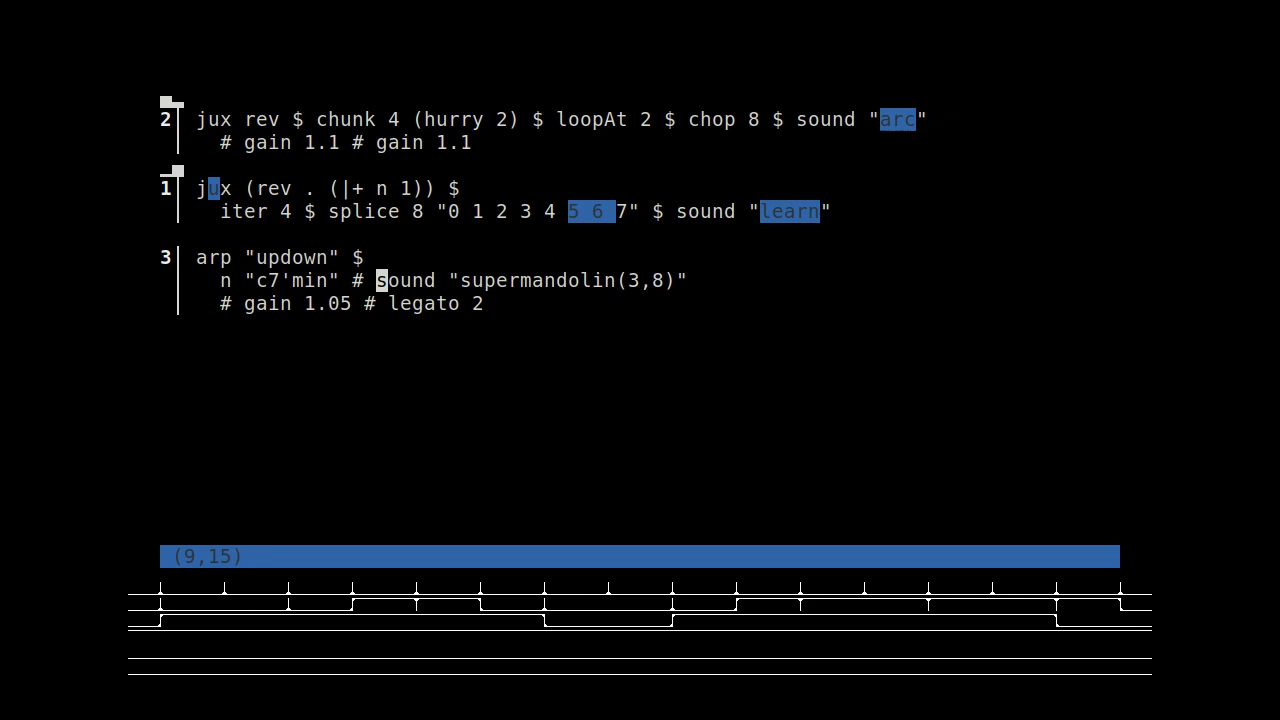 2 jux rev $ chunk 4 (hurry 2) $ loopAt 2 $ chop 8 $ sound "arc"
# gain 1.1 # gain 1.1
1 jux (rev . (|+ n 1)) $
iter 4 $ splice 8 "0 1 2 3 4 5 6 7" $ sound "learn"
3 arp "updown" $
n "c7'min" # sound "supermandolin(3,8)"
# gain 1.05 # legato 2
(9,15)